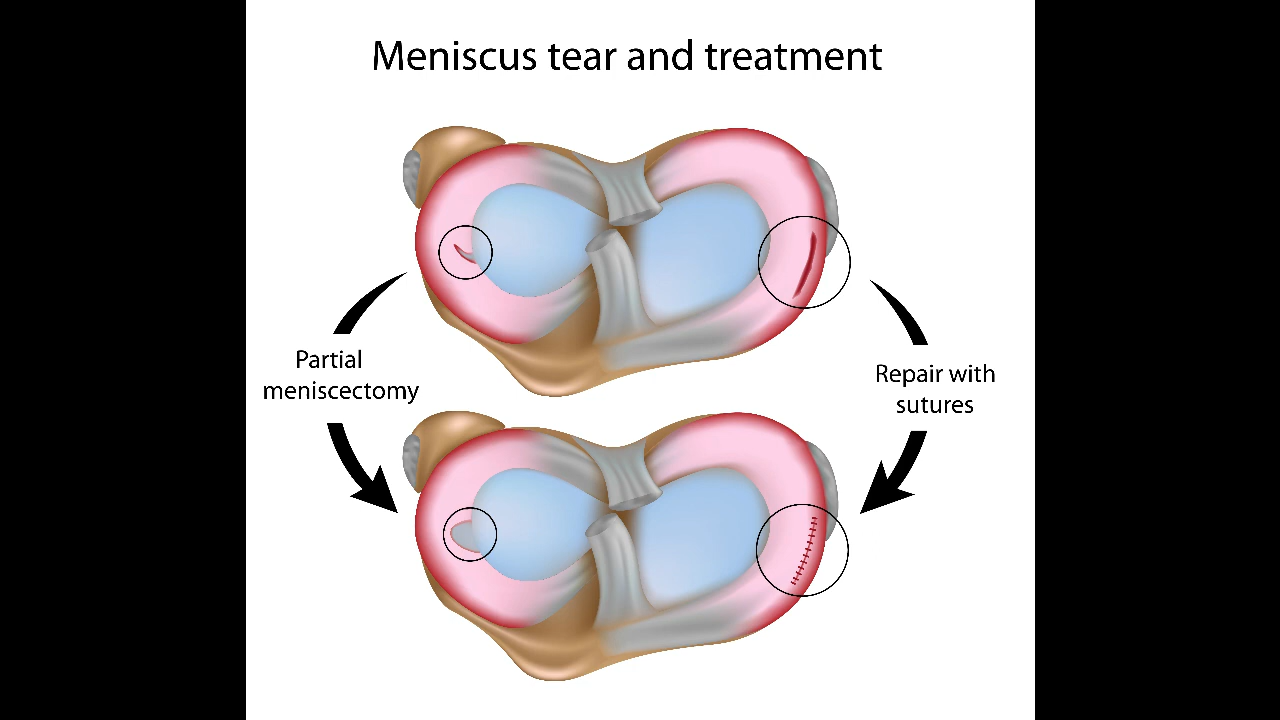 Meniscus tear and treatment
Partial
meniscectomy
Repair with
sutures